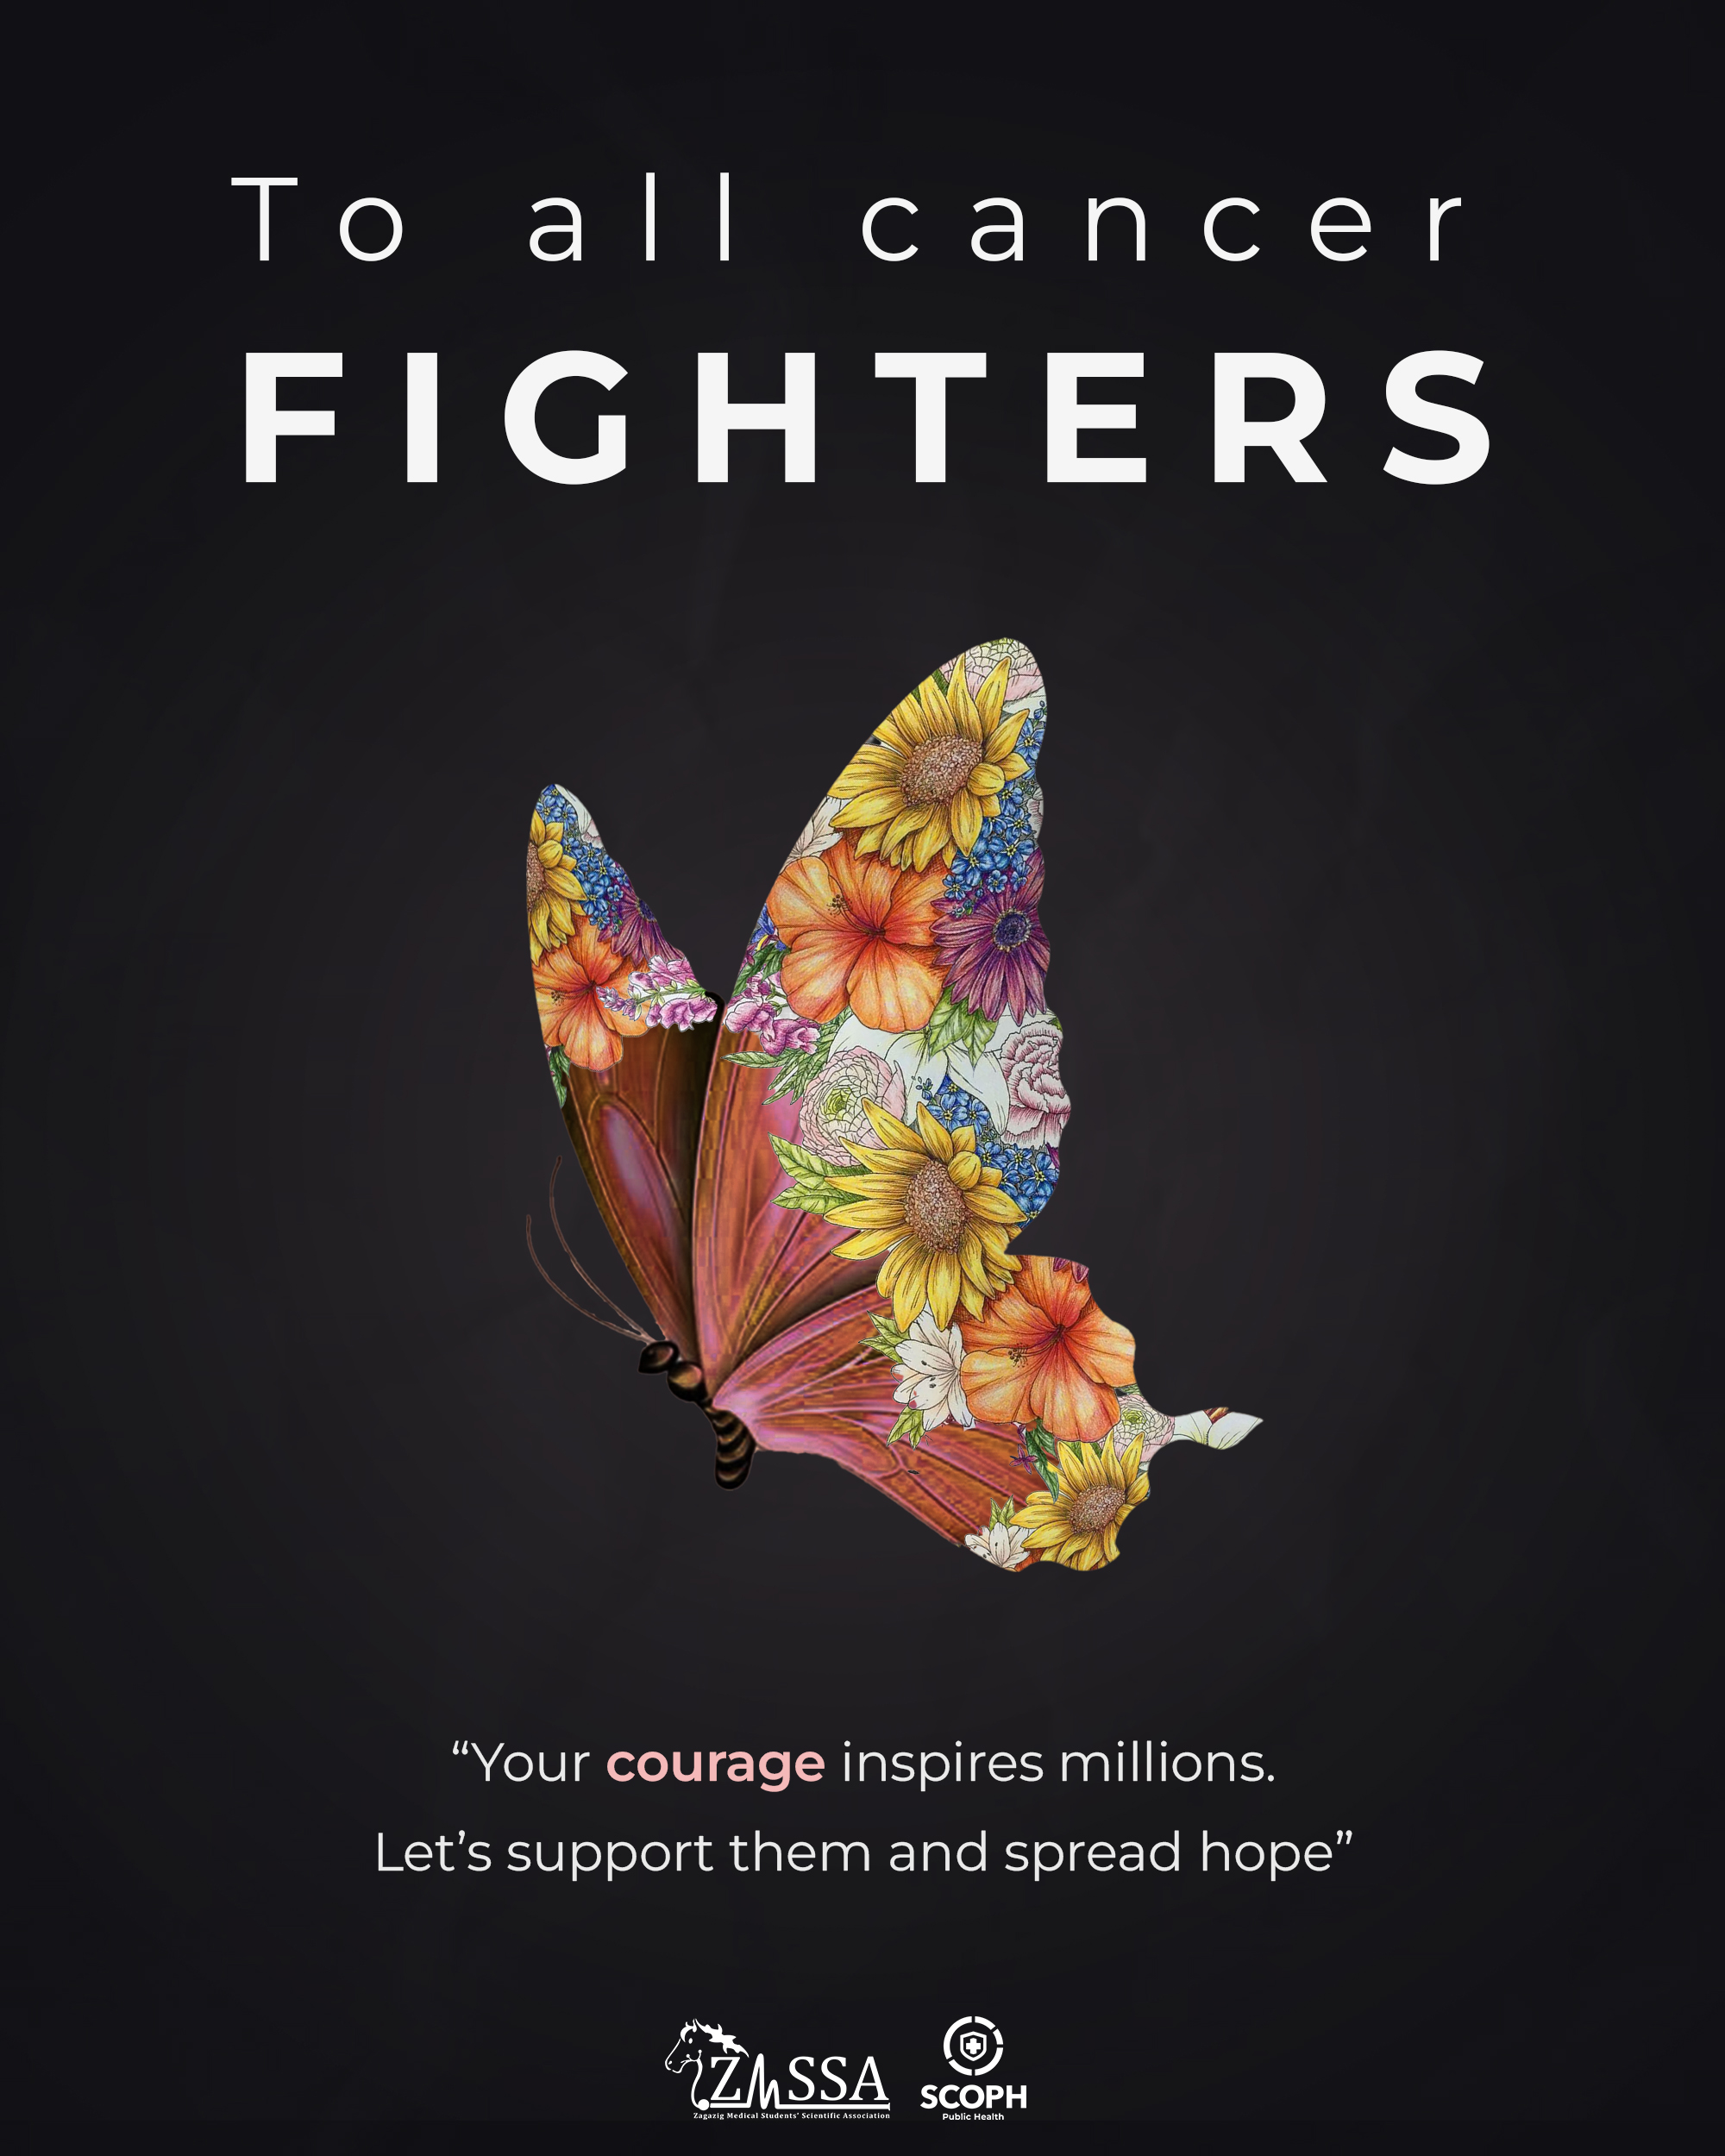 To all cancer
FIGHTERS
“Your courage inspires millions.
Let’s support them and spread hope”
ZMSSA
Zagazig Medical Students' Scientific Association
SCOPH
Public Health